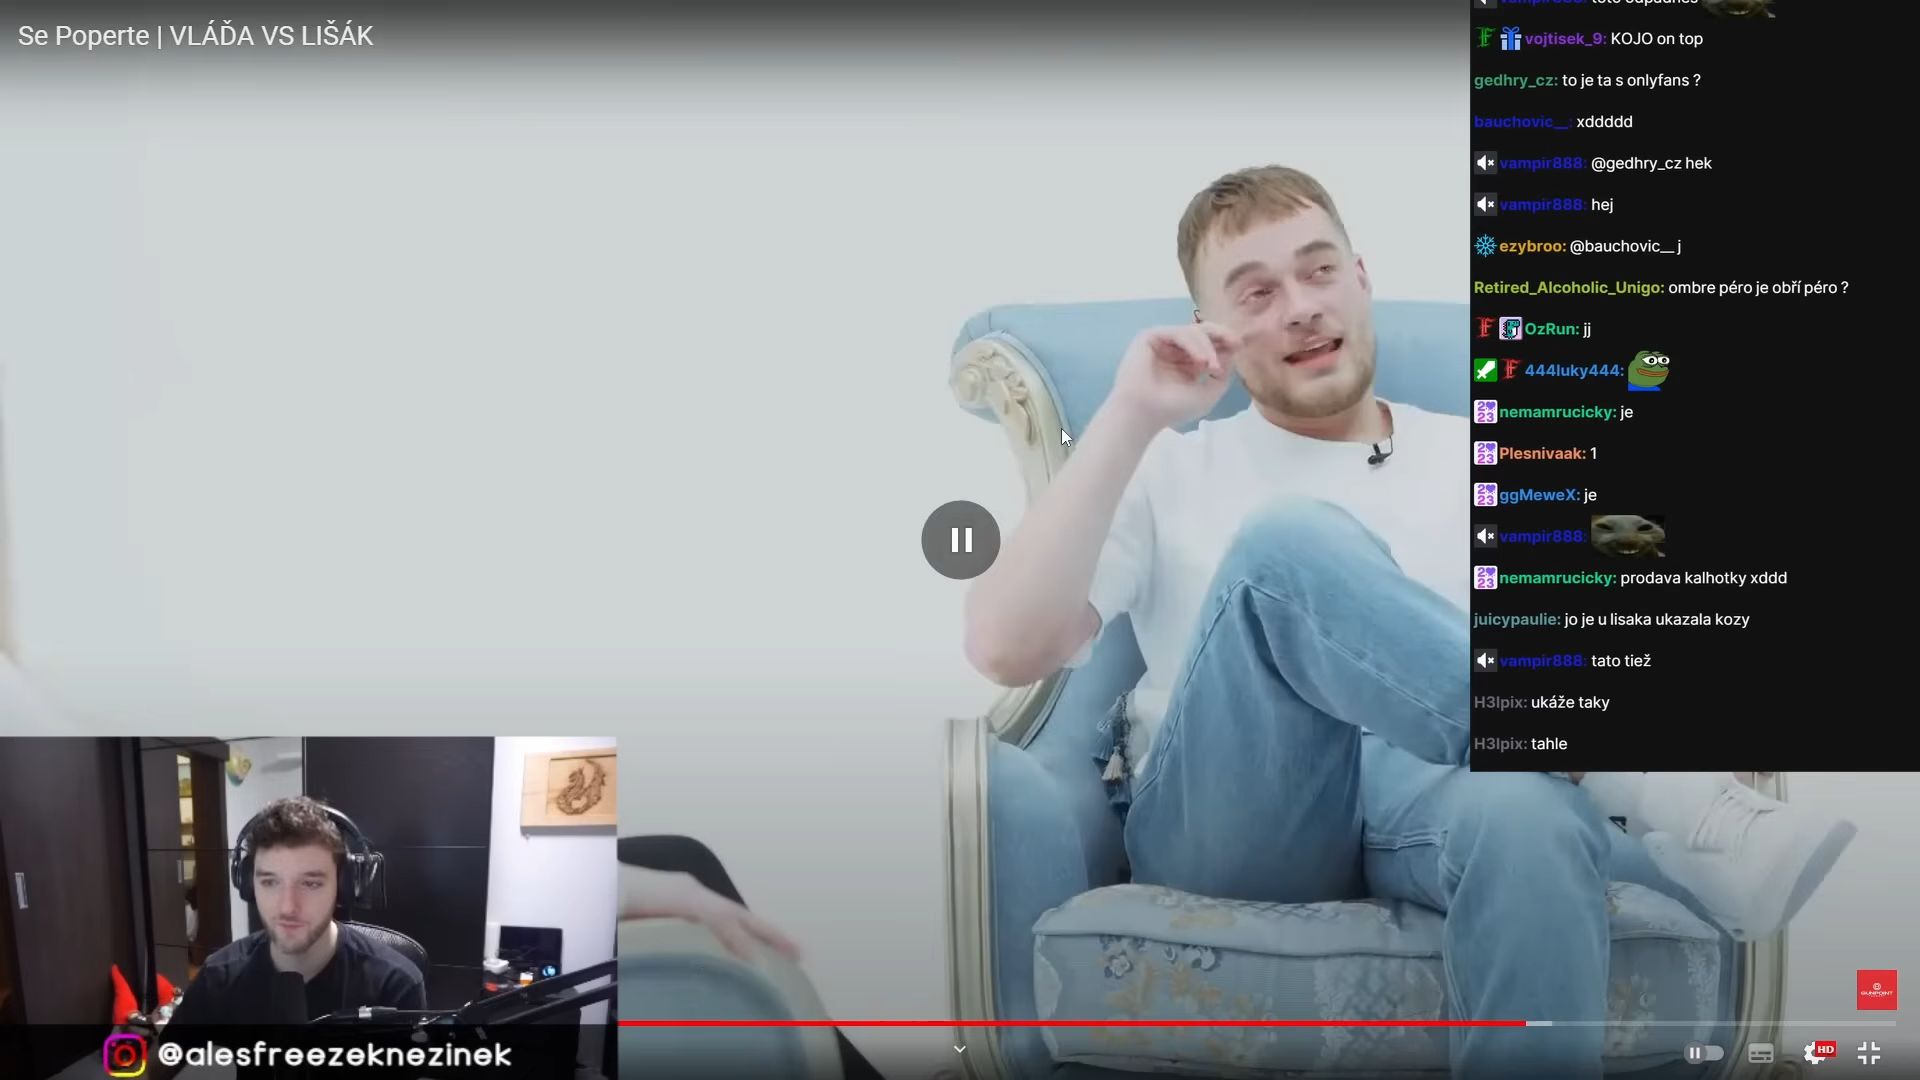 Se Poperte | VLÁĎA VS LIŠÁK
vojtisek_9: KOJO on top
gedhry_cz: to je ta s onlyfans ?
bauchovic__: xddddd
vampir888: @gedhry_cz hek
vampir888: hej
ezybroo: @bauchovic__ j
Retired_Alcoholic_Unigo: ombre péro je obří péro ?
OzRun: jj
444luky444:
nemamrucicky: je
Plesnivaak: 1
ggMeweX: je
vampir888:
nemamrucicky: prodava kalhotky xddd
juicypaulie: jo je u lisaka ukazala kozy
vampir888: tato tiež
H3lpix: ukáže taky
H3lpix: tahle
GUNPOINT
@alesfreezeknezinek
HD